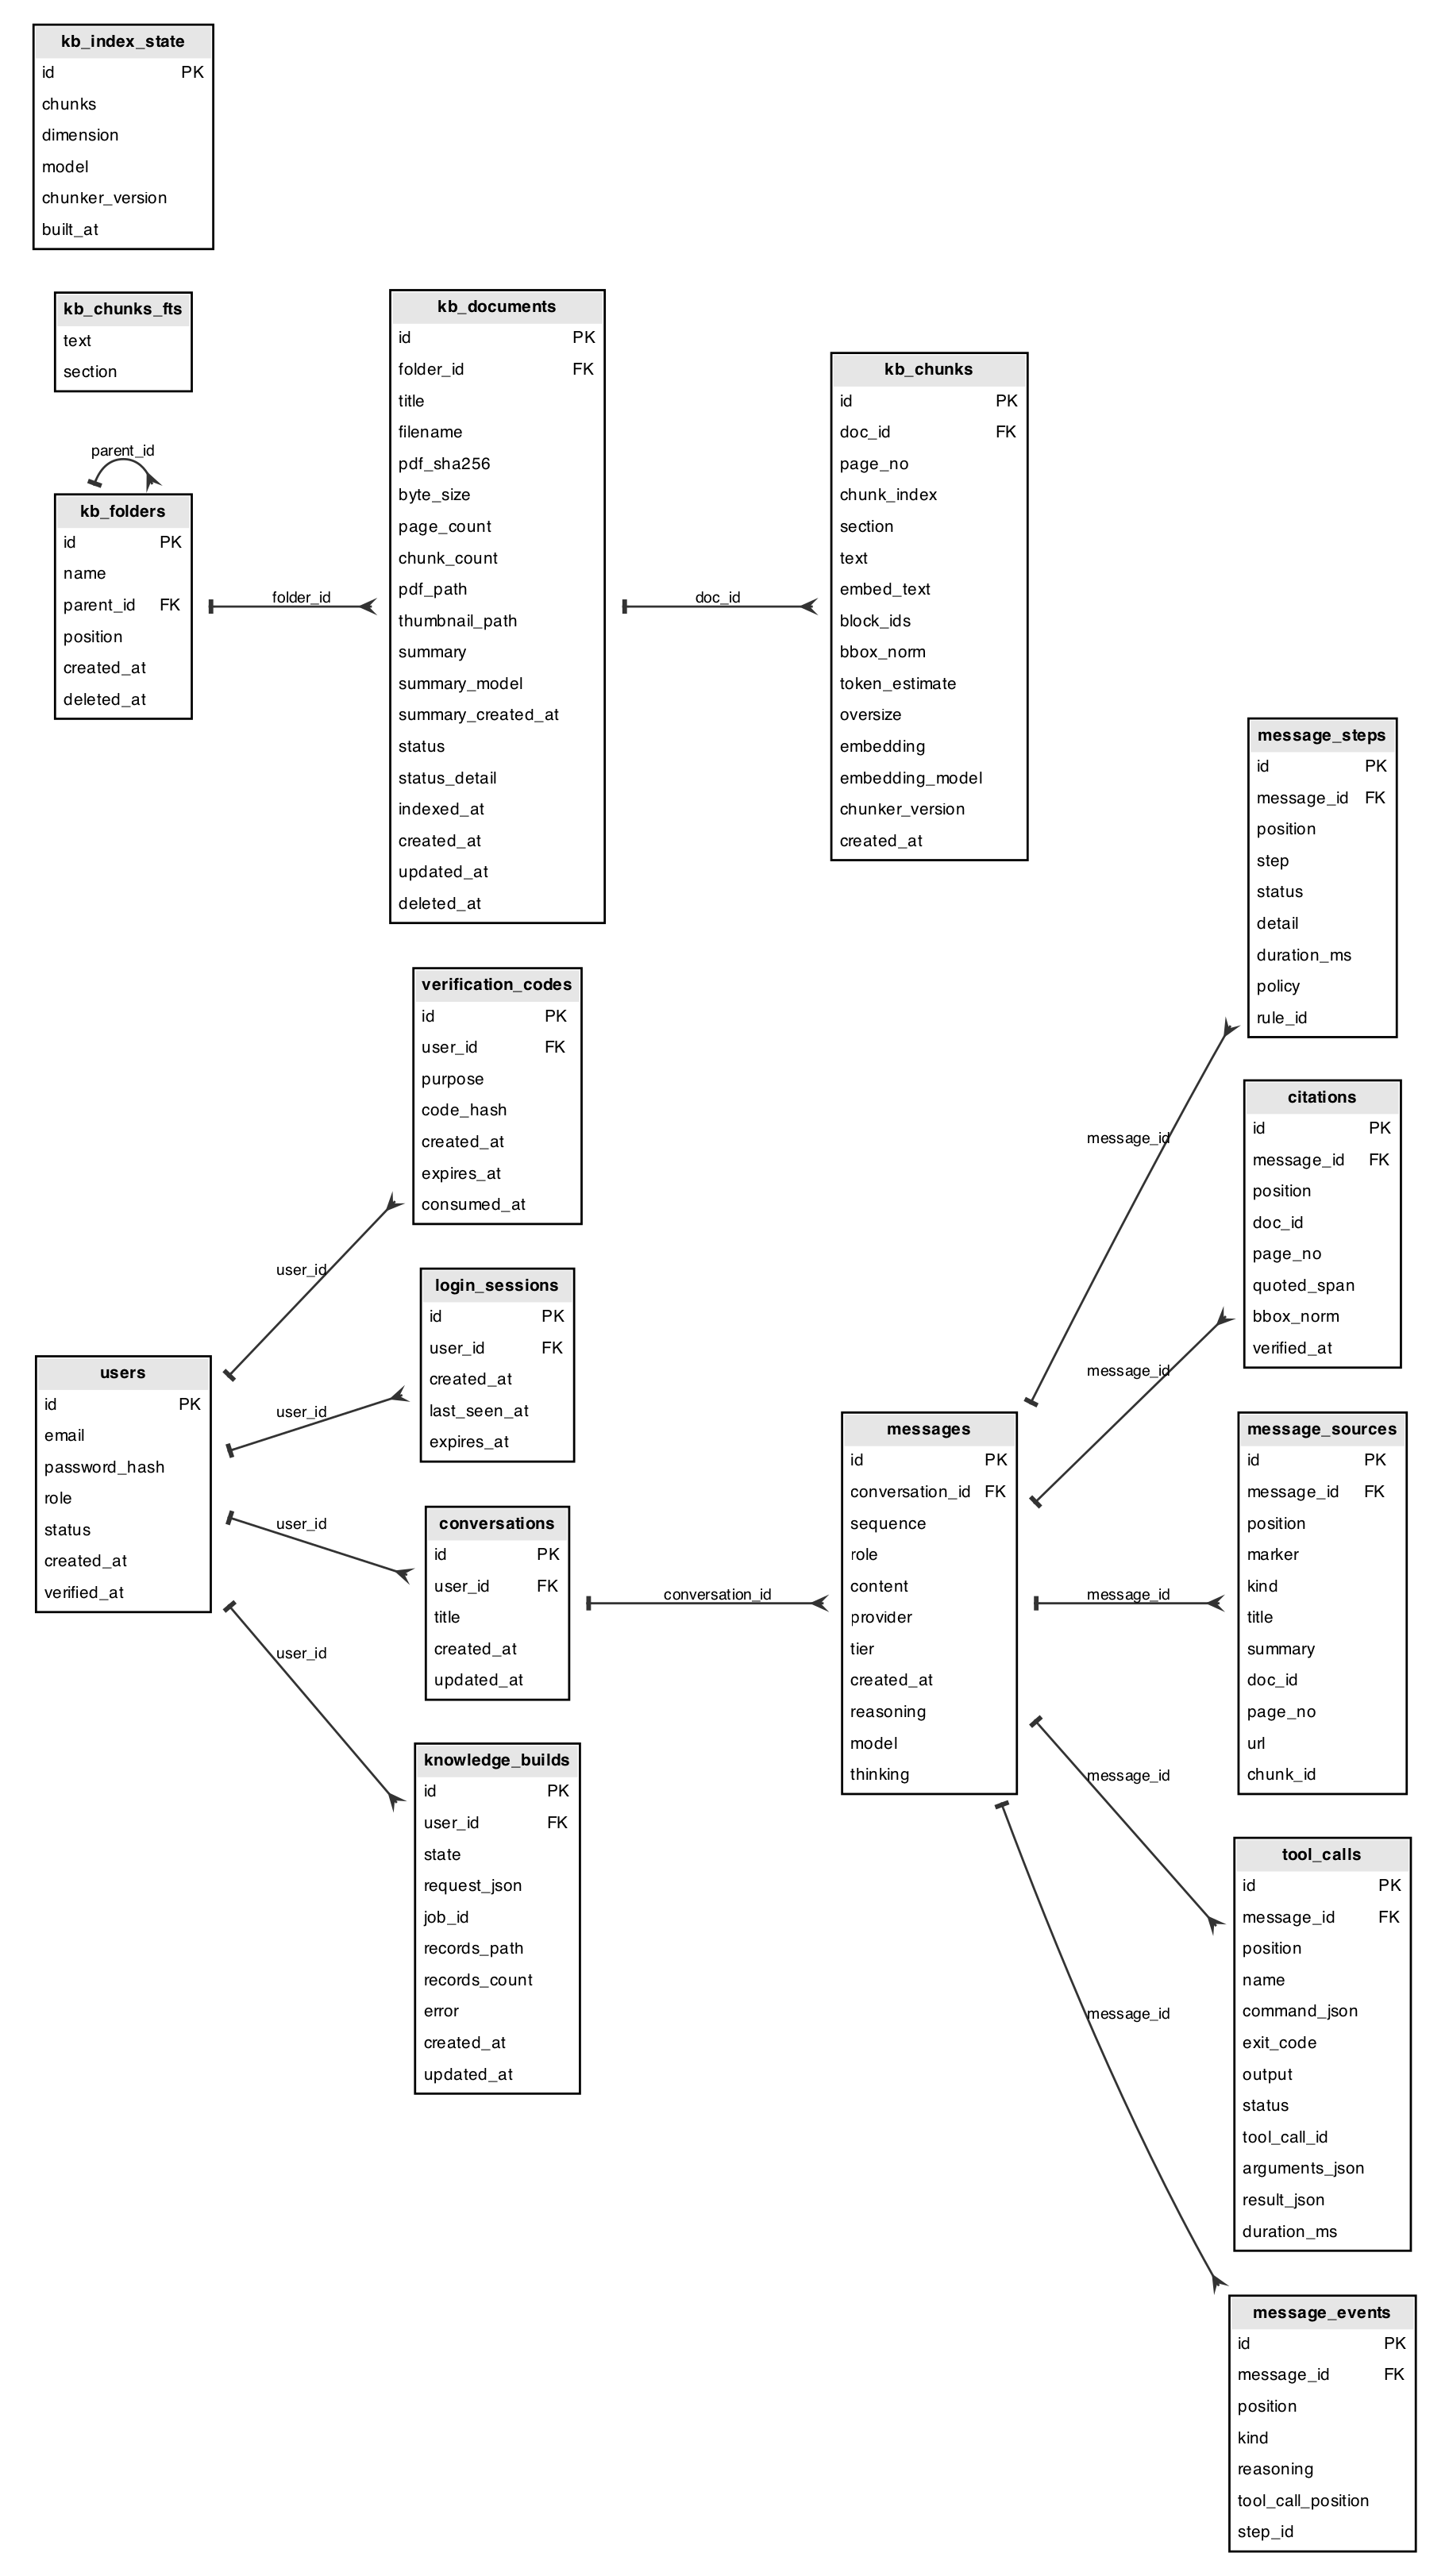 kb_index_state
id PK
chunks
dimension
model
chunker_version
built_at
kb_chunks_fts
text
section
parent_id
kb_folders
id PK
name
parent_id FK
position
created_at
deleted_at
folder_id
kb_documents
id PK
folder_id FK
title
filename
pdf_sha256
byte_size
page_count
chunk_count
pdf_path
thumbnail_path
summary
summary_model
summary_created_at
status
status_detail
indexed_at
created_at
updated_at
deleted_at
doc_id
kb_chunks
id PK
doc_id FK
page_no
chunk_index
section
text
embed_text
block_ids
bbox_norm
token_estimate
oversize
embedding
embedding_model
chunker_version
created_at
users
id PK
email
password_hash
role
status
created_at
verified_at
user_id
user_id
user_id
user_id
verification_codes
id PK
user_id FK
purpose
code_hash
created_at
expires_at
consumed_at
login_sessions
id PK
user_id FK
created_at
last_seen_at
expires_at
conversations
id PK
user_id FK
title
created_at
updated_at
knowledge_builds
id PK
user_id FK
state
request_json
job_id
records_path
records_count
error
created_at
updated_at
conversation_id
messages
id PK
conversation_id FK
sequence
role
content
provider
tier
created_at
reasoning
model
thinking
message_id
message_id
message_id
message_id
message_id
message_steps
id PK
message_id FK
position
step
status
detail
duration_ms
policy
rule_id
citations
id PK
message_id FK
position
doc_id
page_no
quoted_span
bbox_norm
verified_at
message_sources
id PK
message_id FK
position
marker
kind
title
summary
doc_id
page_no
url
chunk_id
tool_calls
id PK
message_id FK
position
name
command_json
exit_code
output
status
tool_call_id
arguments_json
result_json
duration_ms
message_events
id PK
message_id FK
position
kind
reasoning
tool_call_position
step_id